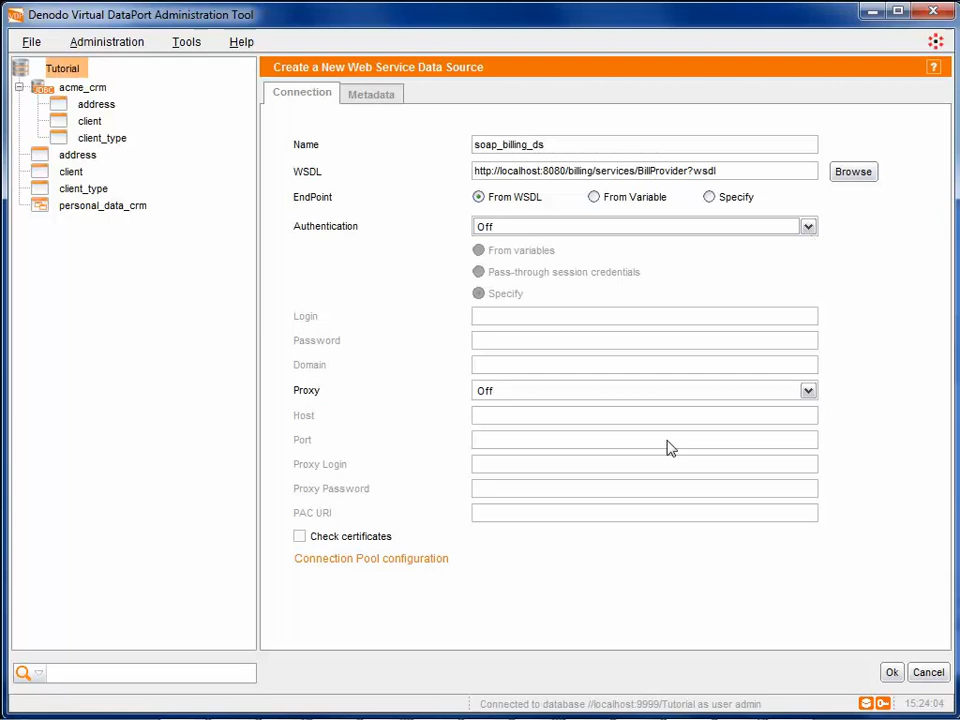 Denodo Virtual DataPort Administration Tool
File Administration Tools Help
Tutorial
acme_crm
address
client
client_type
address
client
client_type
personal_data_crm
Create a New Web Service Data Source
?
Connection Metadata
Name soap_billing_ds
WSDL http://localhost:8080/billing/services/BillProvider?wsdl Browse
EndPoint From WSDL From Variable Specify
Authentication Off
From variables
Pass-through session credentials
Specify
Login
Password
Domain
Proxy Off
Host
Port
Proxy Login
Proxy Password
PAC URI
Check certificates
Connection Pool configuration
Ok Cancel
Connected to database //localhost:9999/Tutorial as user admin 15:24:04